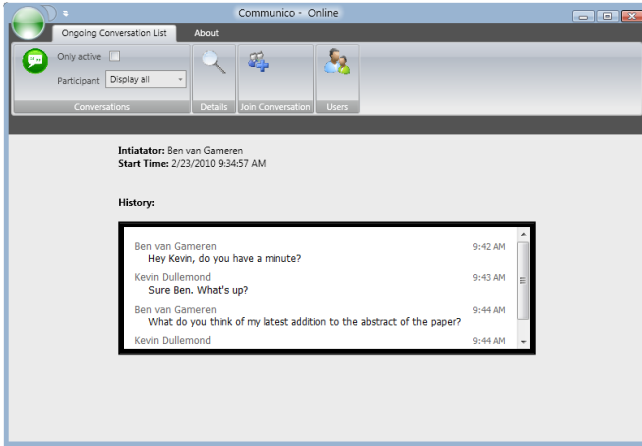 Communico - Online
Ongoing Conversation List
About
Only active
Participant Display all
Conversations
Details
Join Conversation
Users
Intiatator: Ben van Gameren
Start Time: 2/23/2010 9:34:57 AM
History:
Ben van Gameren 9:42 AM
Hey Kevin, do you have a minute?
Kevin Dullemond 9:43 AM
Sure Ben. What's up?
Ben van Gameren 9:44 AM
What do you think of my latest addition to the abstract of the paper?
Kevin Dullemond 9:44 AM